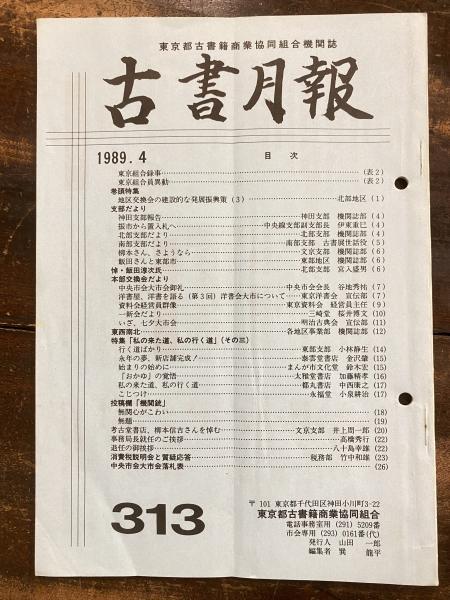 東京都古書籍商業協同組合機関誌
古書月報
1989.4
目次
東京組合録事 (表2)
東京組合員異動 (表2)
巻頭特集
地区交換会の建設的な発展振興策(3) 北部地区 (1)
支部だより
神田支部報告 神田支部 機関誌部 (4)
振市から置入札へ 中央線支部副支部長 伊東重巳 (4)
北部支部だより 北部支部 機関誌部 (4)
南部支部だより 南部支部 古書展世話役 (5)
柳本さん、さようなら 文京支部 機関誌部 (6)
飯田さんと東部市 東部地区 機関誌部 (6)
悼・飯田淳次氏 北部支部 宮入盛男 (6)
本部交換会だより
中央市会大市会御礼 中央市会会長 谷地秀祐 (7)
洋書屋、洋書を語る(第3回)洋書会大市について 東京洋書会 宣伝部 (7)
資料会経営員群像 東京資料会 経営員主任 (9)
一新会だより 三崎堂 桜井博文 (10)
いざ、七夕大市会 明治古典会 宣伝部 (11)
東西南北 各地区事業部 機関誌部 (12)
特集「私の来た道、私の行く道」(その三)
行く道ばかり 東部支部 小林静生 (14)
永年の夢、新店舗完成! 泰雲堂書店 金沢肇 (15)
始まりの始めに まんが市文化堂 鈴木宏 (15)
「おかゆ」の覚悟 大雅堂書店 加藤精孝 (16)
私の来た道、私の行く道 都丸書店 中西康之 (17)
こじつけ 永福堂 小泉耕治 (17)
投稿欄「機関銃」
無関心がこわい (18)
無題 (19)
考古堂書店、柳本信吉さんを悼む 文京支部 井上周一郎 (20)
事務局長就任のご挨拶 高橋秀行 (22)
退任の御挨拶 八十島幸雄 (22)
消費税説明会と質疑応答 税務部 竹中和雄 (23)
中央市会大市会落札表 (26)
313
〒101 東京都千代田区神田小川町3-22
東京都古書籍商業協同組合
電話事務室用 (291) 5209番
市会専用 (293) 0161番(代)
発行人 山田一郎
編集者 巽龍平